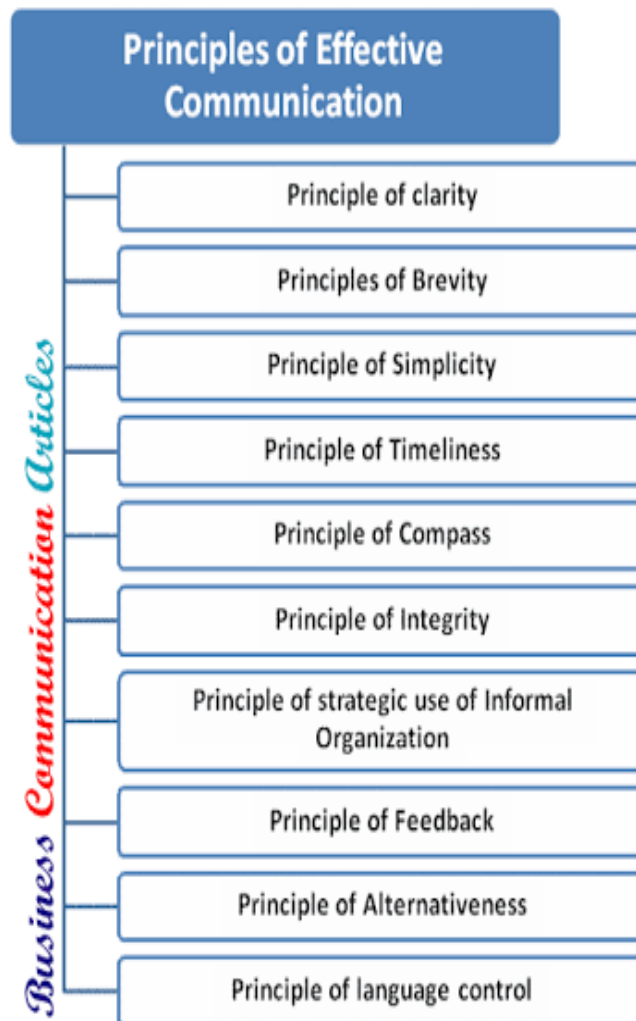 Principles of Effective
Communication
Principle of clarity
Principles of Brevity
Principle of Simplicity
Principle of Timeliness
Principle of Compass
Principle of Integrity
Principle of strategic use of Informal
Organization
Principle of Feedback
Principle of Alternativeness
Principle of language control
Business Communication Articles